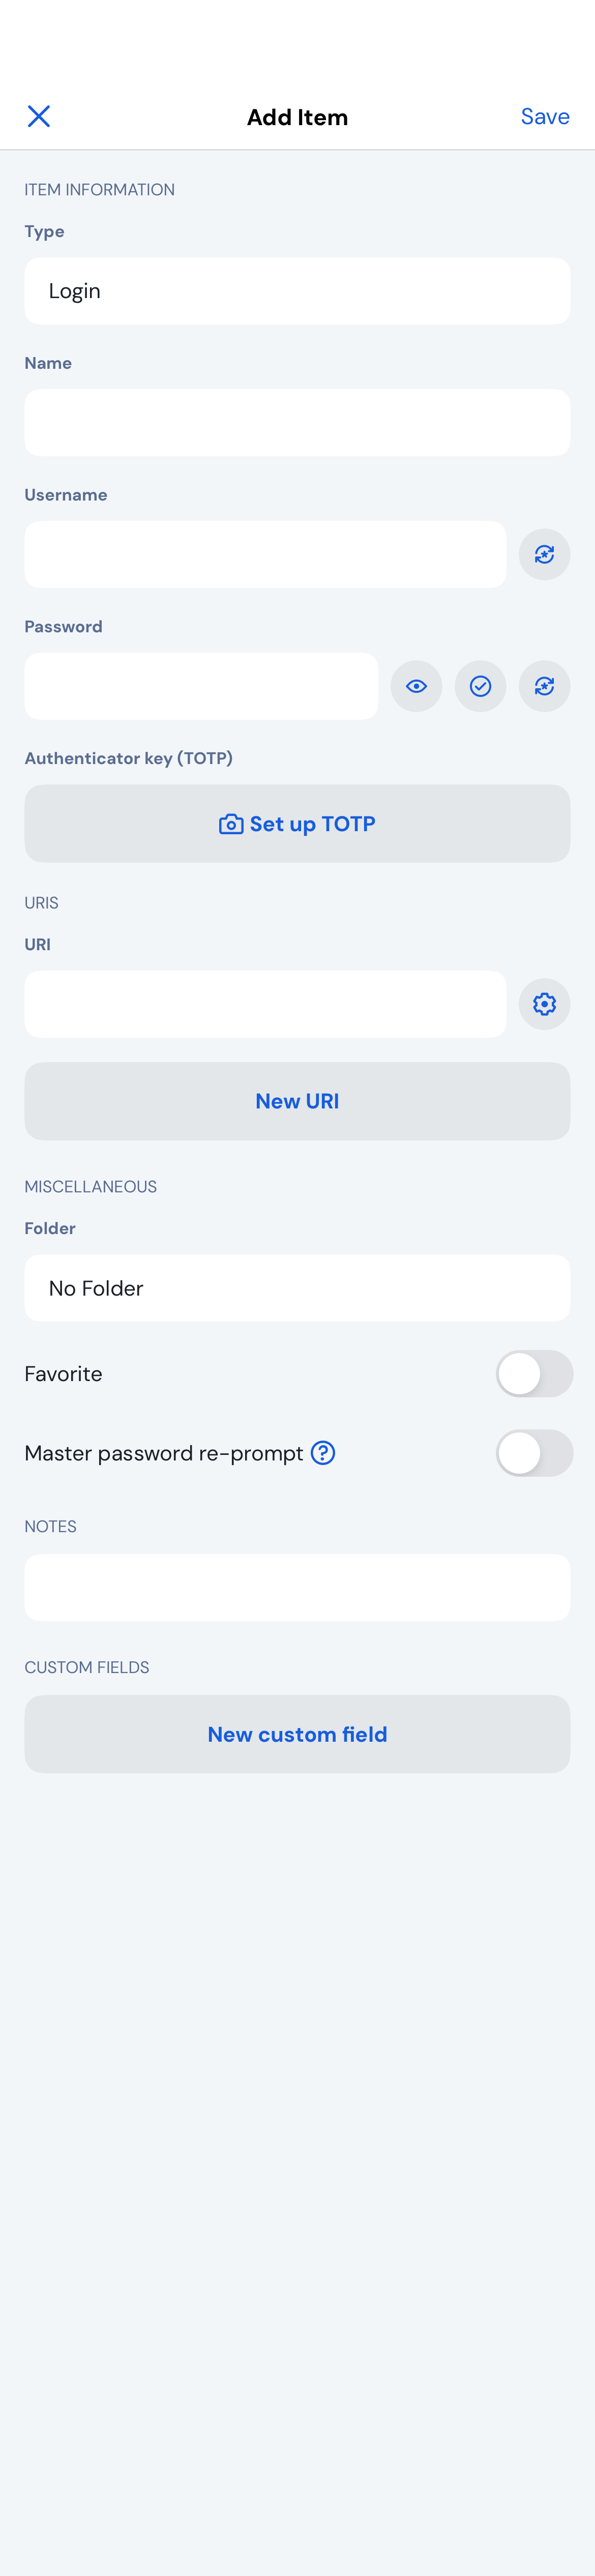 Add Item
Save
ITEM INFORMATION
Type
Login
Name
Username
Password
Authenticator key (TOTP)
Set up TOTP
URIS
URI
New URI
MISCELLANEOUS
Folder
No Folder
Favorite
Master password re-prompt
NOTES
CUSTOM FIELDS
New custom field